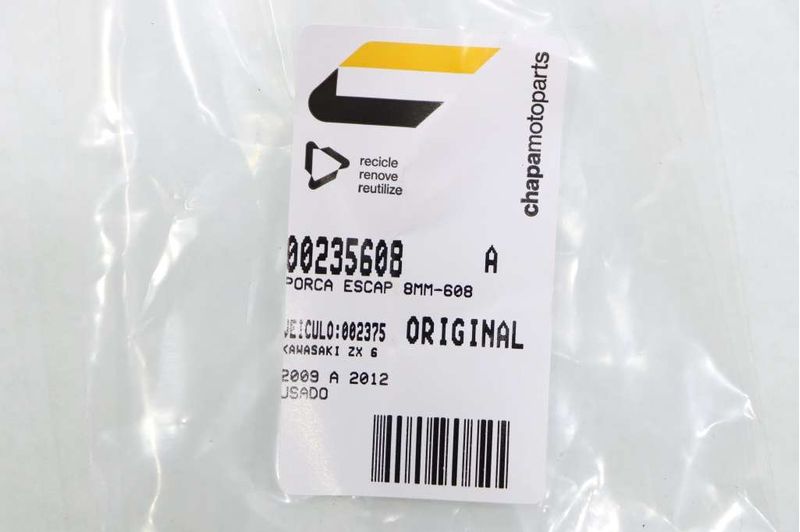 chapamotoparts
recicle
renove
reutilize
00235608 A
PORCA ESCAP 8MM-608
VEICULO:002375 ORIGINAL
KAWASAKI ZX 6
2009 A 2012
USADO